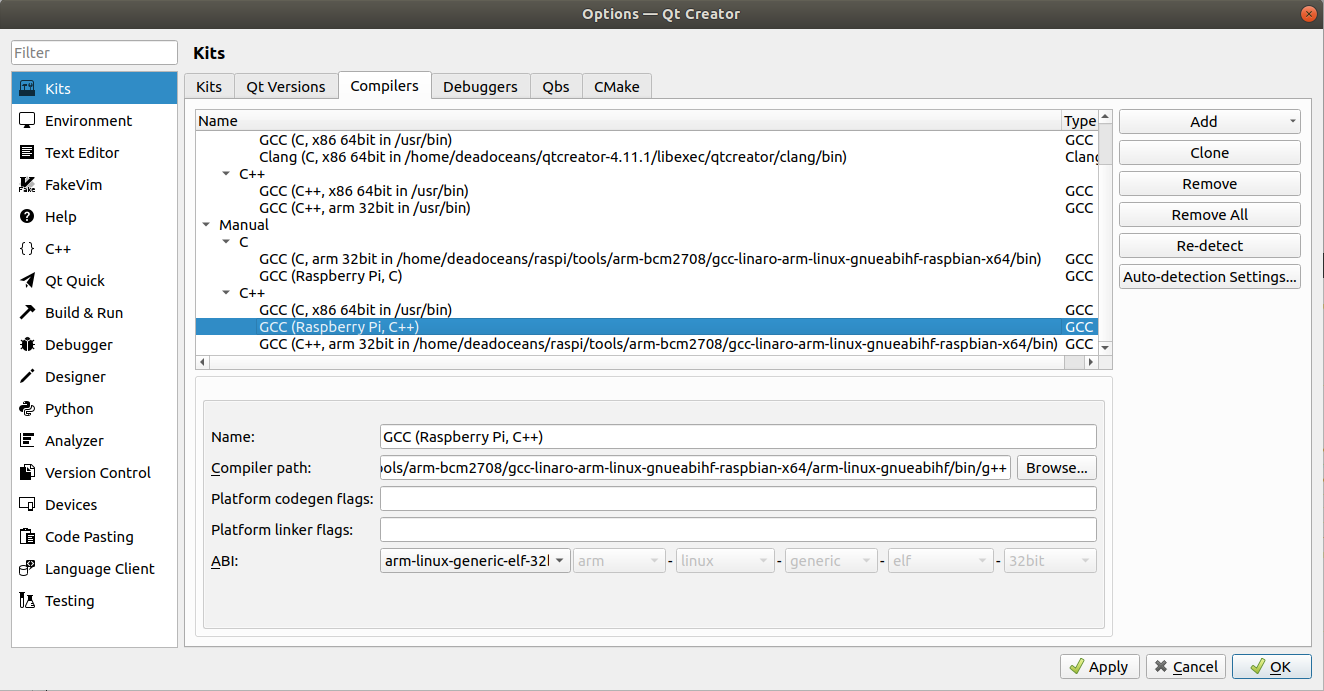 Options — Qt Creator
Filter
Kits
Environment
Text Editor
FakeVim
Help
C++
Qt Quick
Build & Run
Debugger
Designer
Python
Analyzer
Version Control
Devices
Code Pasting
Language Client
Testing
Kits
Kits Qt Versions Compilers Debuggers Qbs CMake
Name Type
GCC (C, x86 64bit in /usr/bin) GCC
Clang (C, x86 64bit in /home/deadoceans/qtcreator-4.11.1/libexec/qtcreator/clang/bin) Clang
C++
GCC (C++, x86 64bit in /usr/bin) GCC
GCC (C++, arm 32bit in /usr/bin) GCC
Manual
C
GCC (C, arm 32bit in /home/deadoceans/raspi/tools/arm-bcm2708/gcc-linaro-arm-linux-gnueabihf-raspbian-x64/bin) GCC
GCC (Raspberry Pi, C) GCC
C++
GCC (C, x86 64bit in /usr/bin) GCC
GCC (Raspberry Pi, C++) GCC
GCC (C++, arm 32bit in /home/deadoceans/raspi/tools/arm-bcm2708/gcc-linaro-arm-linux-gnueabihf-raspbian-x64/bin) GCC
Add
Clone
Remove
Remove All
Re-detect
Auto-detection Settings...
Name: GCC (Raspberry Pi, C++)
Compiler path: ools/arm-bcm2708/gcc-linaro-arm-linux-gnueabihf-raspbian-x64/arm-linux-gnueabihf/bin/g++ Browse...
Platform codegen flags:
Platform linker flags:
ABI: arm-linux-generic-elf-32l arm - linux - generic - elf - 32bit
Apply Cancel OK